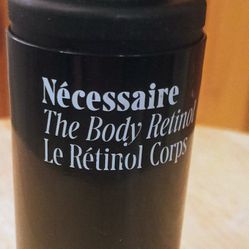 Nécessaire
The Body Retinol
Le Rétinol Corps